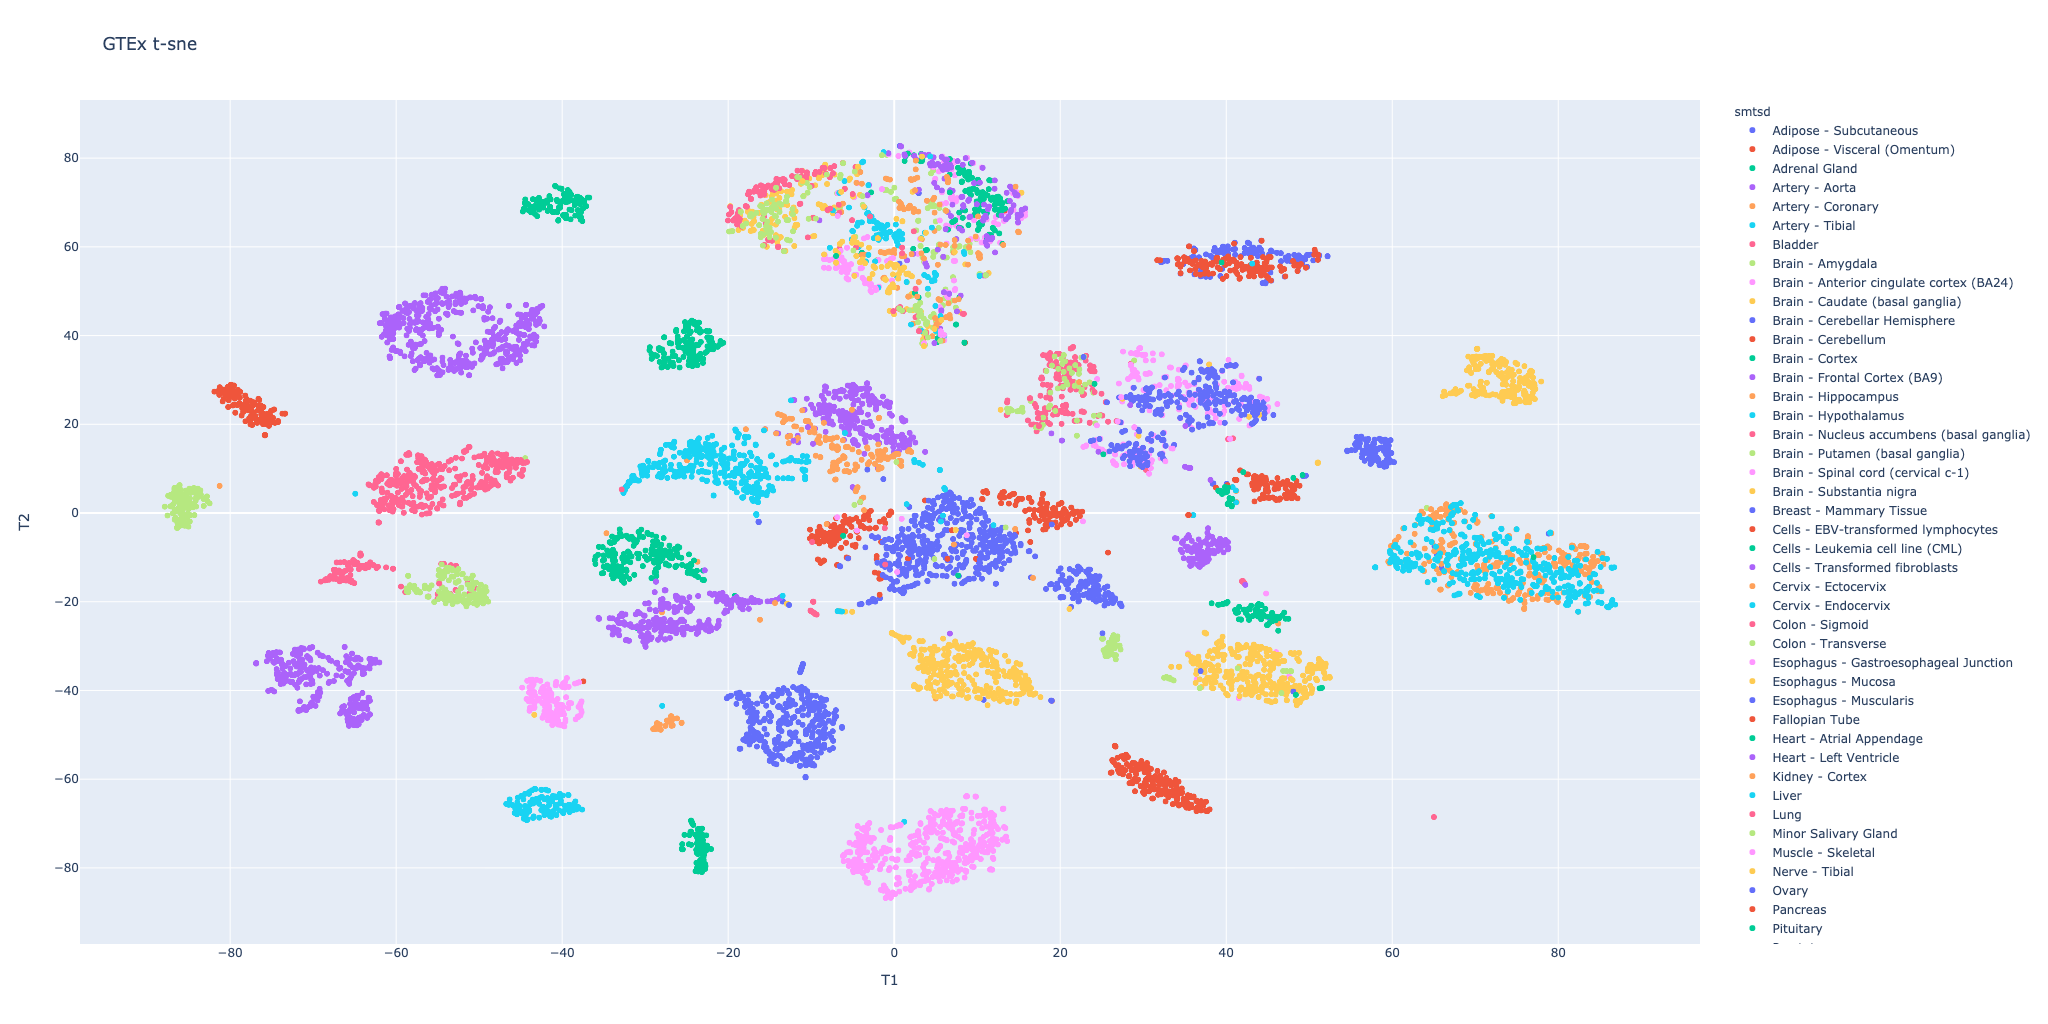 GTEx t-sne
smtsd
Adipose - Subcutaneous
Adipose - Visceral (Omentum)
Adrenal Gland
Artery - Aorta
Artery - Coronary
Artery - Tibial
Bladder
Brain - Amygdala
Brain - Anterior cingulate cortex (BA24)
Brain - Caudate (basal ganglia)
Brain - Cerebellar Hemisphere
Brain - Cerebellum
Brain - Cortex
Brain - Frontal Cortex (BA9)
Brain - Hippocampus
Brain - Hypothalamus
Brain - Nucleus accumbens (basal ganglia)
Brain - Putamen (basal ganglia)
Brain - Spinal cord (cervical c-1)
Brain - Substantia nigra
Breast - Mammary Tissue
Cells - EBV-transformed lymphocytes
Cells - Leukemia cell line (CML)
Cells - Transformed fibroblasts
Cervix - Ectocervix
Cervix - Endocervix
Colon - Sigmoid
Colon - Transverse
Esophagus - Gastroesophageal Junction
Esophagus - Mucosa
Esophagus - Muscularis
Fallopian Tube
Heart - Atrial Appendage
Heart - Left Ventricle
Kidney - Cortex
Liver
Lung
Minor Salivary Gland
Muscle - Skeletal
Nerve - Tibial
Ovary
Pancreas
Pituitary
80
60
40
20
0
−20
−40
−60
−80
T2
−80 −60 −40 −20 0 20 40 60 80
T1